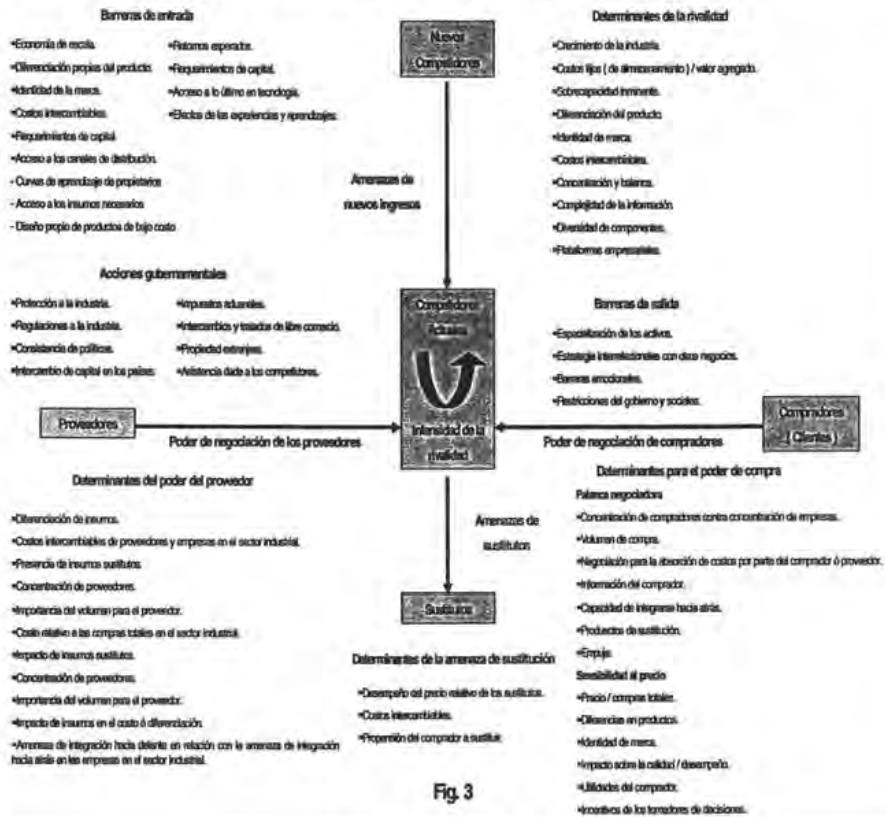 Barreras de entrada
•Economía de escala.
•Diferenciación propias del producto.
•Identidad de la marca.
•Costos intercambiables.
•Requerimientos de capital.
•Acceso a los canales de distribución.
- Curvas de aprendizaje de propietarios
- Acceso a los insumos necesarios
- Diseño propio de productos de bajo costo
•Retornos esperados.
•Requerimientos de capital.
•Acceso a lo último en tecnología.
•Efectos de las experiencias y aprendizajes.
Nuevos
Competidores
Amenazas de
nuevos ingresos
Determinantes de la rivalidad
•Crecimiento de la industria.
•Costos fijos ( de almacenamiento ) / valor agregado.
•Sobrecapacidad inminente.
•Diferenciación del producto.
•Identidad de marca.
•Costos intercambiables.
•Concentración y balance.
•Complejidad de la información.
•Diversidad de componentes.
•Plataformas empresariales.
Acciones gubernamentales
•Protección a la industria.
•Regulaciones a la industria.
•Consistencia de políticas.
•Intercambio de capital en los países.
•Impuestos aduanales.
•Intercambios y tratados de libre comercio.
•Propiedad extranjera.
•Asistencia dada a los competidores.
Competidores
Actuales
Intensidad de la
rivalidad
Barreras de salida
•Especialización de los activos.
•Estrategia interrelacionales con otros negocios.
•Barreras emocionales.
•Restricciones del gobierno y sociales.
Proveedores
Poder de negociación de los proveedores
Poder de negociación de compradores
Compradores
( Clientes )
Determinantes del poder del proveedor
•Diferenciación de insumos.
•Costos intercambiables de proveedores y empresas en el sector industrial.
•Presencia de insumos sustitutos.
•Concentración de proveedores.
•Importancia del volumen para el proveedor.
•Costo relativo a las compras totales en el sector industrial.
•Impacto de insumos sustitutos.
•Concentración de proveedores.
•Importancia del volumen para el proveedor.
•Impacto de insumos en el costo ó diferenciación.
•Amenaza de integración hacia delante en relación con la amenaza de integración
hacia atrás en las empresas en el sector industrial.
Amenazas de
sustitutos
Sustitutos
Determinantes de la amenaza de sustitución
•Desempeño del precio relativo de los sustitutos.
•Costos intercambiables.
•Propensión del comprador a sustituir.
Determinantes para el poder de compra
Palanca negociadora
•Concentración de compradores contra concentración de empresas.
•Volumen de compra.
•Negociación para la absorción de costos por parte del comprador ó proveedor.
•Información del comprador.
•Capacidad de integrarse hacia atrás.
•Productos de sustitución.
•Empuje.
Sensibilidad al precio
•Precio / compras totales.
•Diferencias en productos.
•Identidad de marca.
•Impacto sobre la calidad / desempeño.
•Utilidades del comprador.
•Incentivos de los tomadores de decisiones.
Fig. 3